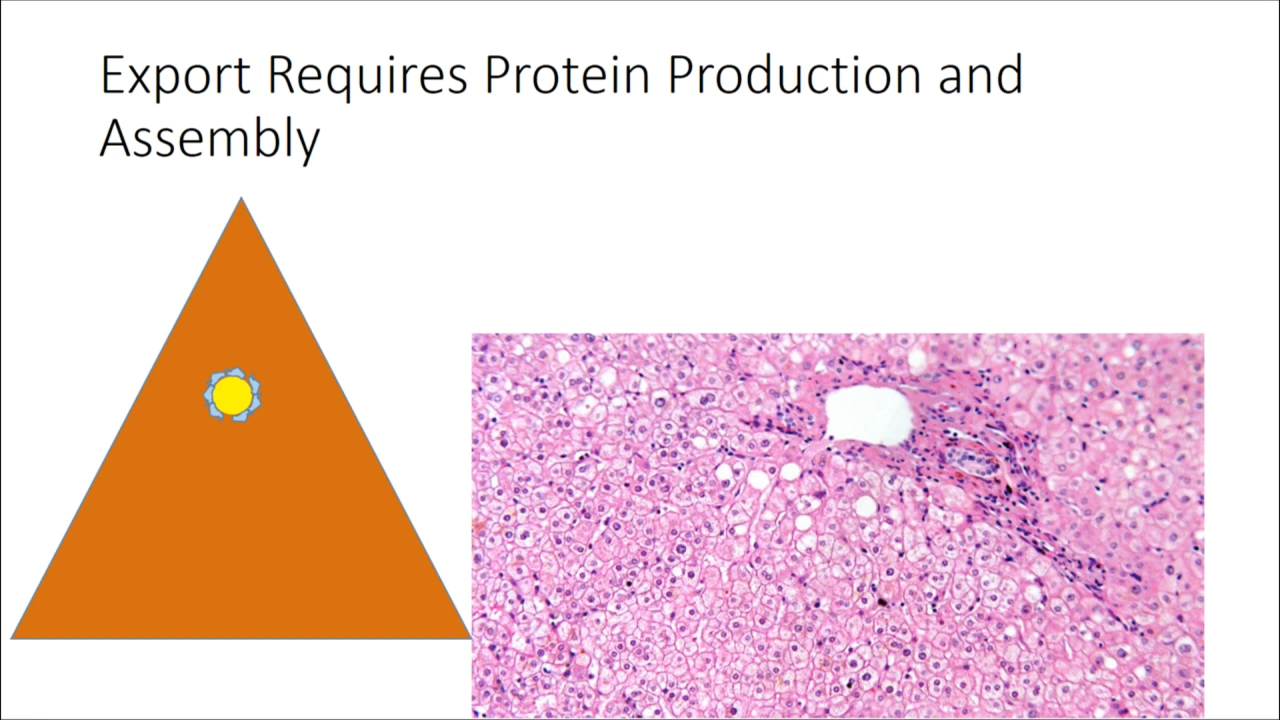 Export Requires Protein Production and
Assembly